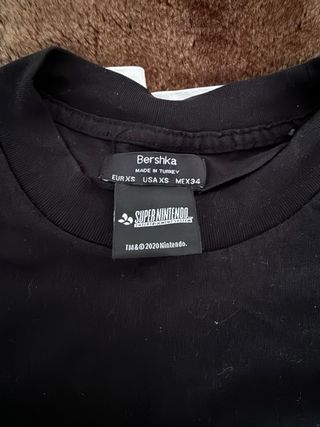 Bershka
MADE IN TURKEY
EUR XS USA XS MEX 34
SUPER NINTENDO
ENTERTAINMENT SYSTEM
TM& © 2020 Nintendo.